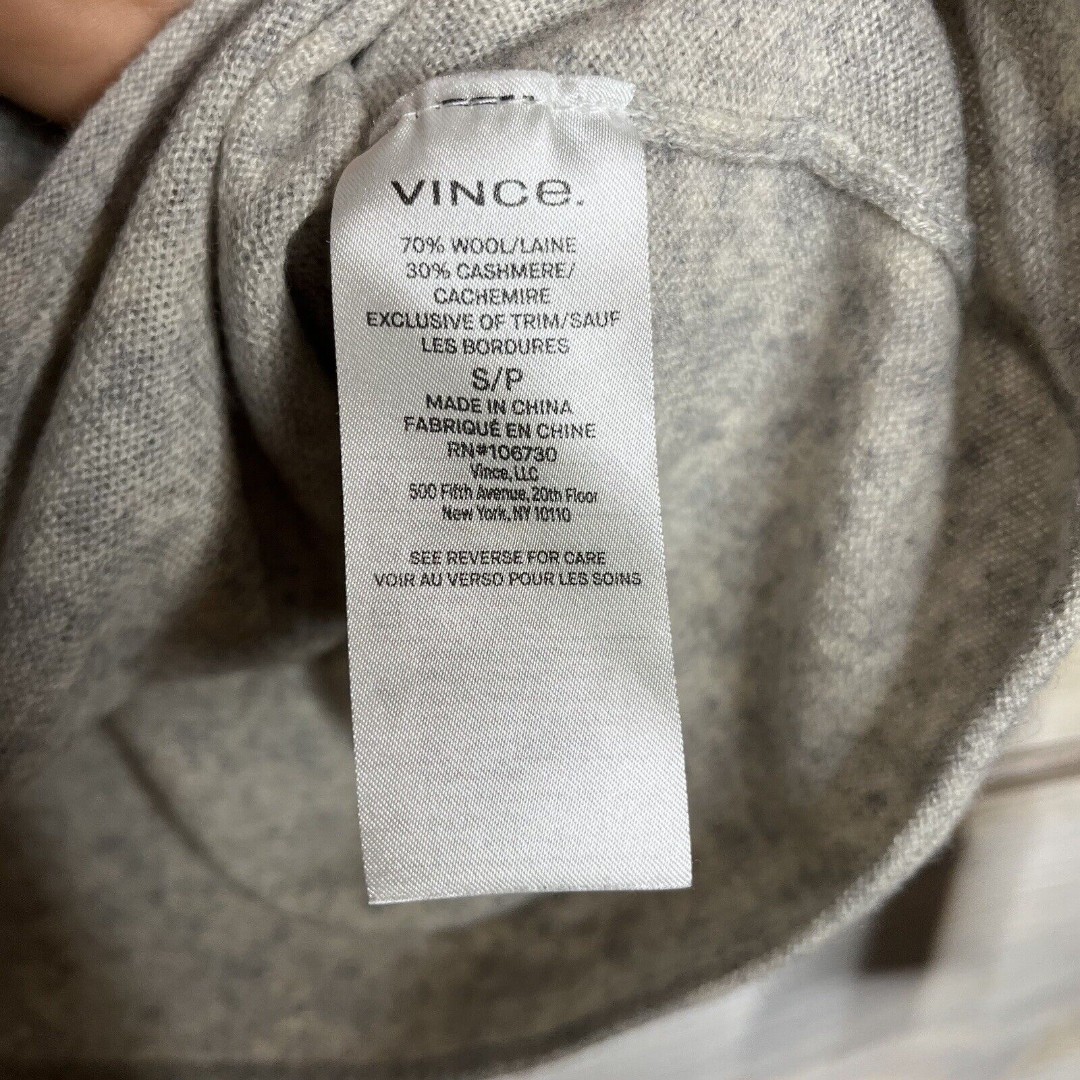 VINCe.
70% WOOL/LAINE
30% CASHMERE/
CACHEMIRE
EXCLUSIVE OF TRIM/SAUF
LES BORDURES
S/P
MADE IN CHINA
FABRIQUÉ EN CHINE
RN#106730
Vince, LLC
500 Fifth Avenue, 20th Floor
New York, NY 10110
SEE REVERSE FOR CARE
VOIR AU VERSO POUR LES SOINS